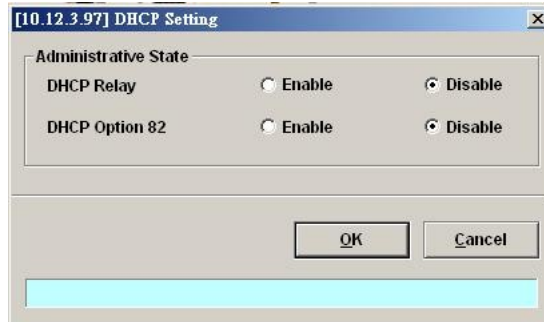 [10.12.3.97] DHCP Setting
Administrative State
DHCP Relay Enable Disable
DHCP Option 82 Enable Disable
OK Cancel